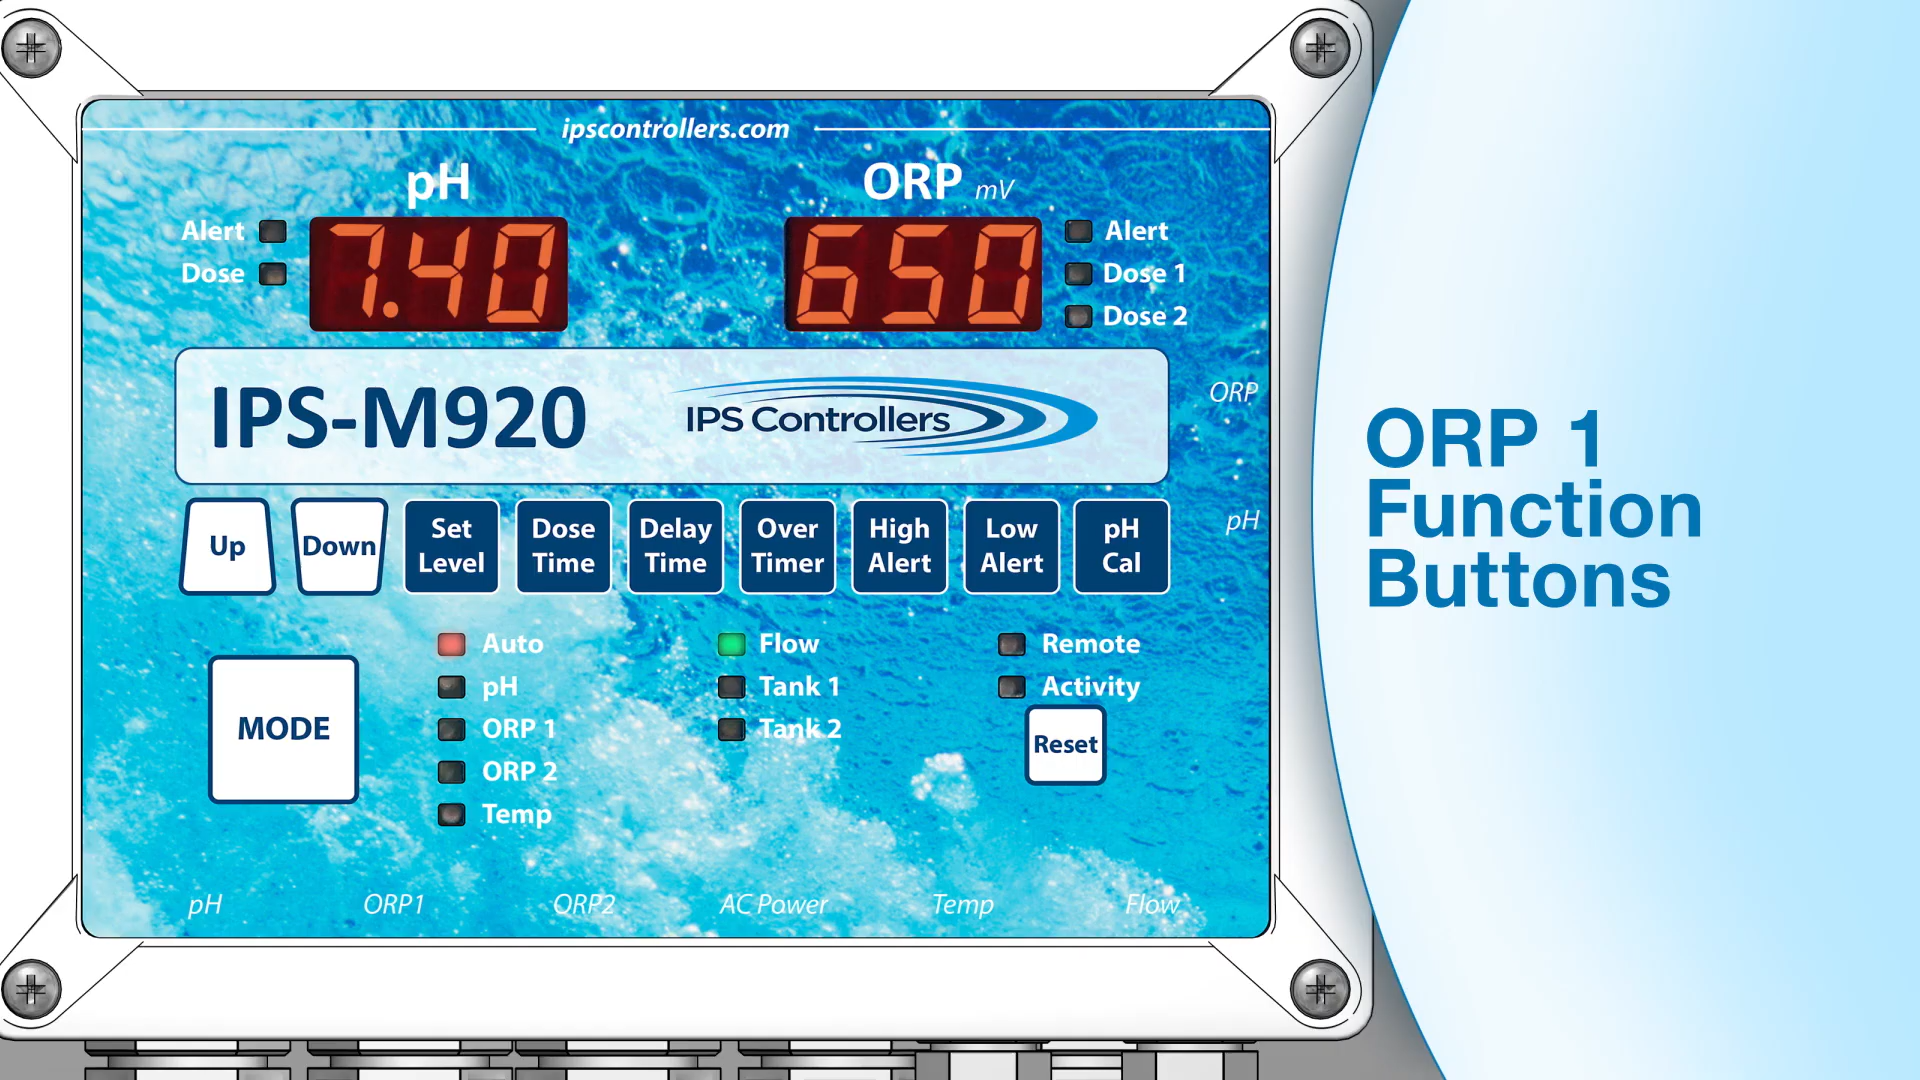 ipscontrollers.com
pH
ORP mV
Alert
Dose
7.40
650
Alert
Dose 1
Dose 2
IPS-M920
IPS Controllers
ORP
pH
Up
Down
Set
Level
Dose
Time
Delay
Time
Over
Timer
High
Alert
Low
Alert
pH
Cal
MODE
Auto
pH
ORP 1
ORP 2
Temp
Flow
Tank 1
Tank 2
Remote
Activity
Reset
pH
ORP1
ORP2
AC Power
Temp
Flow
ORP 1
Function
Buttons